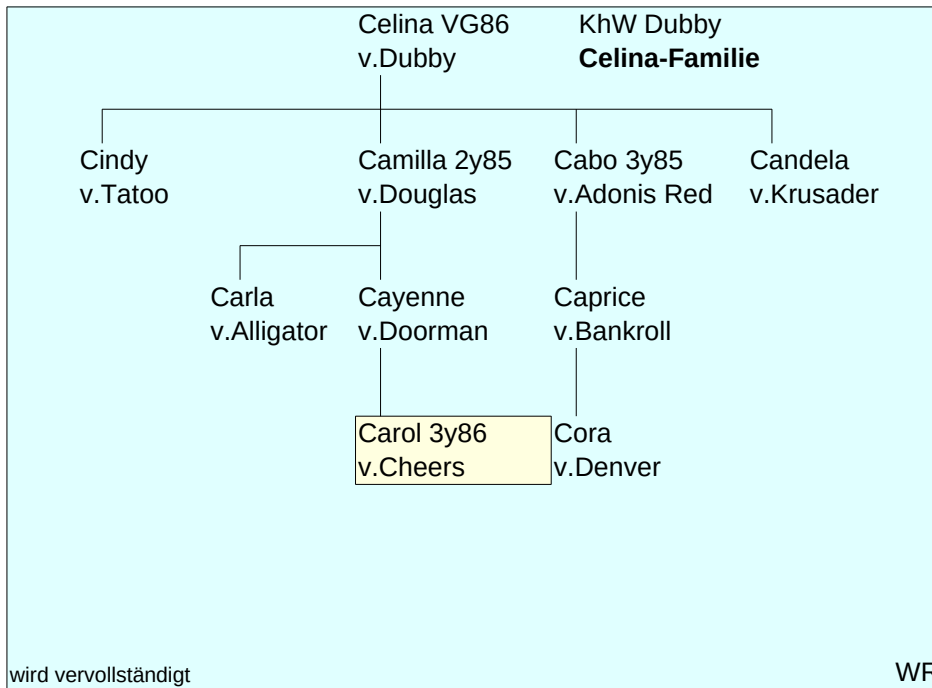 Celina VG86
v.Dubby
KhW Dubby
Celina-Familie
Cindy
v.Tatoo
Camilla 2y85
v.Douglas
Cabo 3y85
v.Adonis Red
Candela
v.Krusader
Carla
v.Alligator
Cayenne
v.Doorman
Caprice
v.Bankroll
Carol 3y86
v.Cheers
Cora
v.Denver
wird vervollständigt
WR